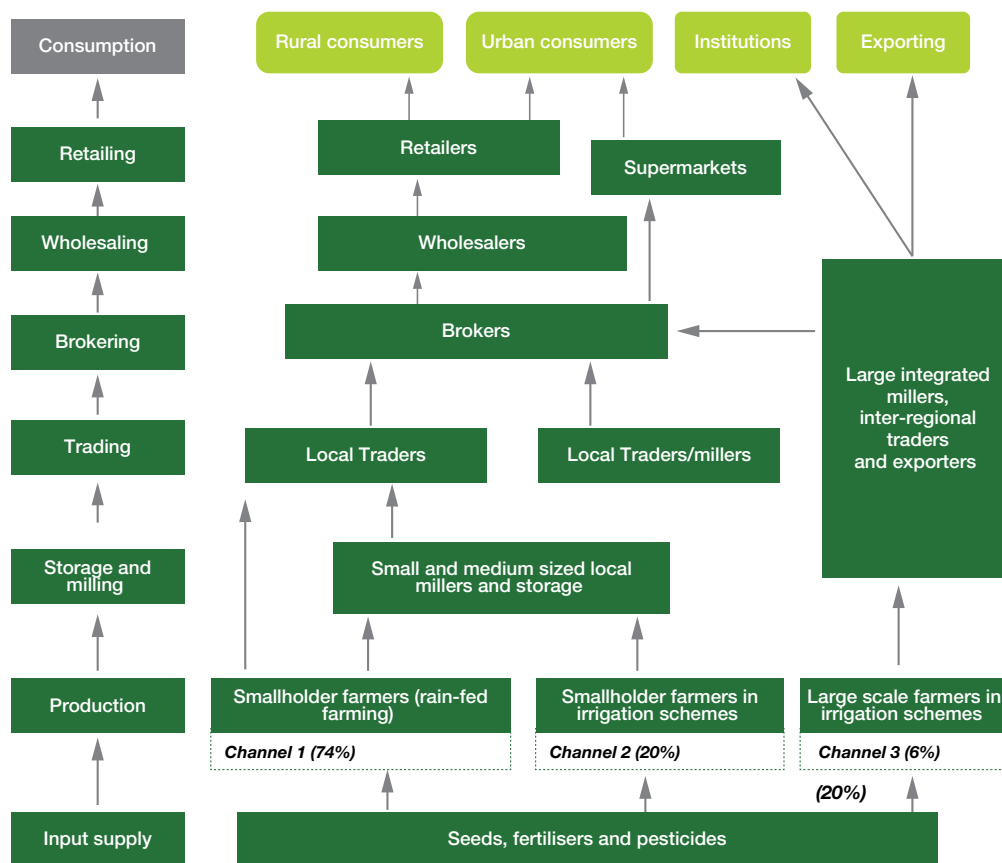 Consumption
Rural consumers
Urban consumers
Institutions
Exporting
Retailing
Retailers
Supermarkets
Wholesaling
Wholesalers
Brokering
Brokers
Large integrated
millers,
inter-regional
traders
and exporters
Trading
Local Traders
Local Traders/millers
Storage and
milling
Small and medium sized local
millers and storage
Production
Smallholder farmers (rain-fed
farming)
Smallholder farmers in
irrigation schemes
Large scale farmers in
irrigation schemes
Channel 1 (74%)
Channel 2 (20%)
Channel 3 (6%)
(20%)
Input supply
Seeds, fertilisers and pesticides